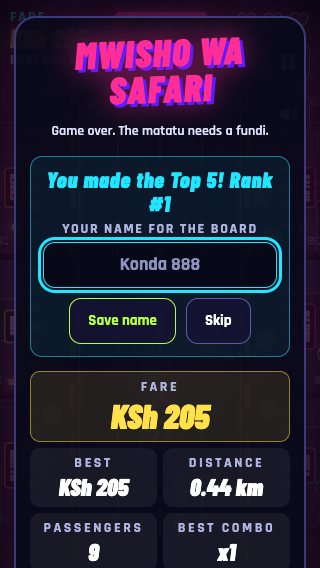 FARE
MWISHO WA
SAFARI
Game over. The matatu needs a fundi.
You made the Top 5! Rank
#1
YOUR NAME FOR THE BOARD
Konda 888
Save name
Skip
FARE
KSh 205
BEST
KSh 205
DISTANCE
0.44 km
PASSENGERS
9
BEST COMBO
x1